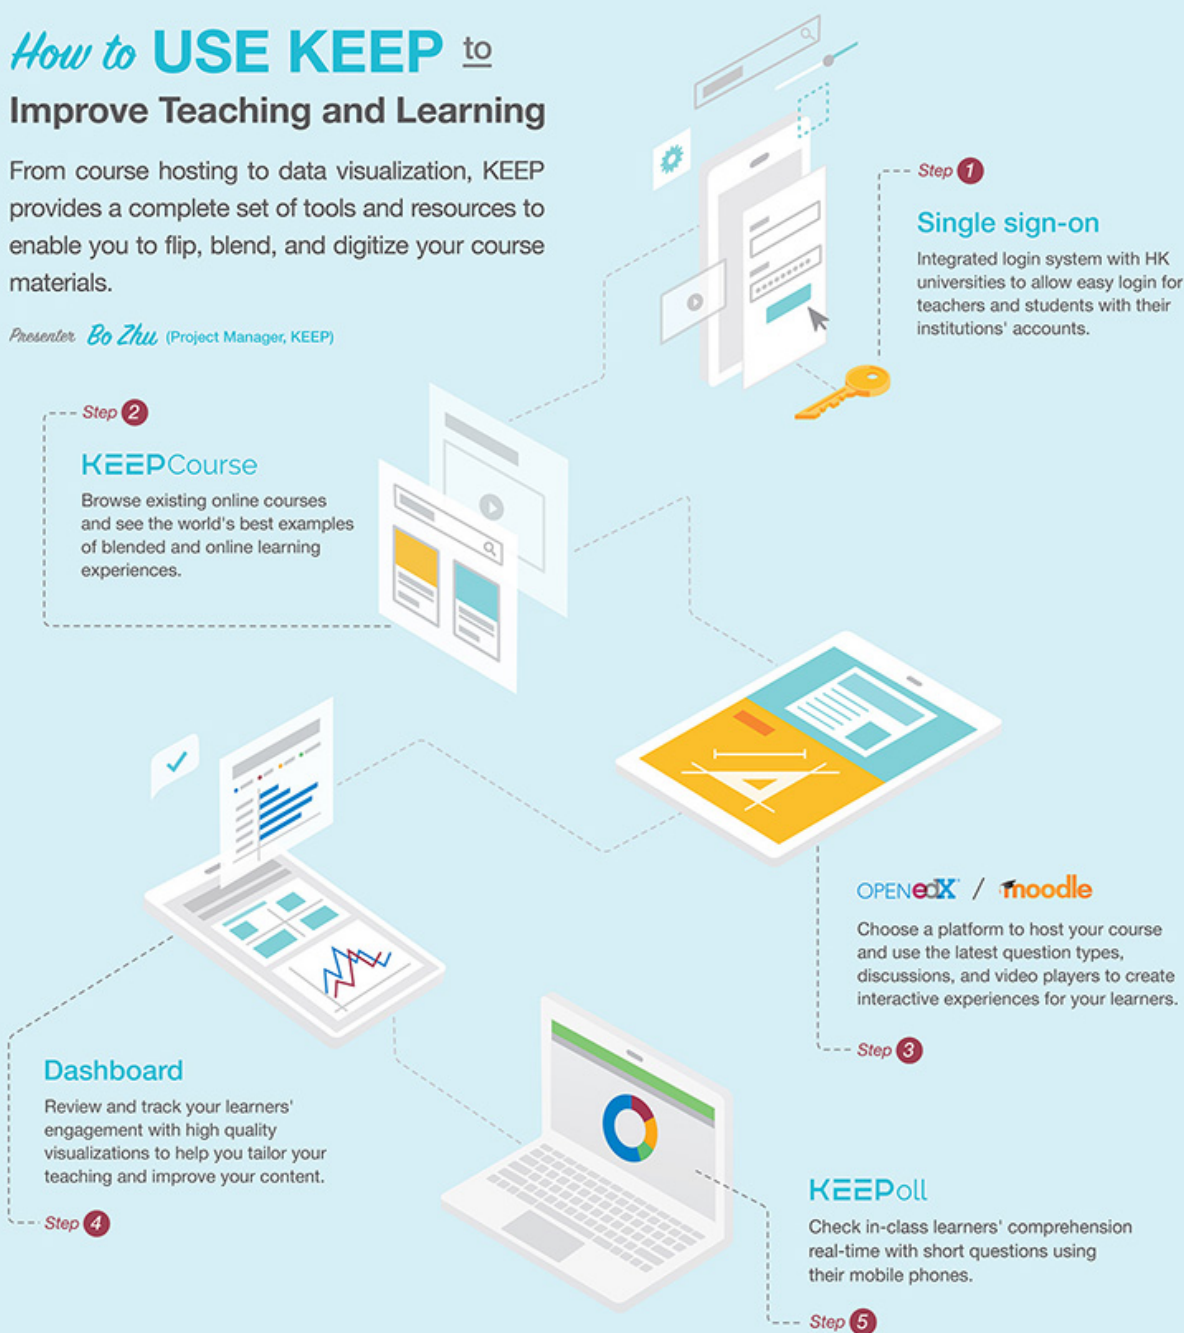 How to USE KEEP to
Improve Teaching and Learning
From course hosting to data visualization, KEEP
provides a complete set of tools and resources to
enable you to flip, blend, and digitize your course
materials.
Presenter Bo Zhu (Project Manager, KEEP)
Step 1
Single sign-on
Integrated login system with HK
universities to allow easy login for
teachers and students with their
institutions' accounts.
Step 2
KEEPCourse
Browse existing online courses
and see the world's best examples
of blended and online learning
experiences.
OPENedX / moodle
Choose a platform to host your course
and use the latest question types,
discussions, and video players to create
interactive experiences for your learners.
Step 3
Dashboard
Review and track your learners'
engagement with high quality
visualizations to help you tailor your
teaching and improve your content.
Step 4
KEEPoll
Check in-class learners' comprehension
real-time with short questions using
their mobile phones.
Step 5